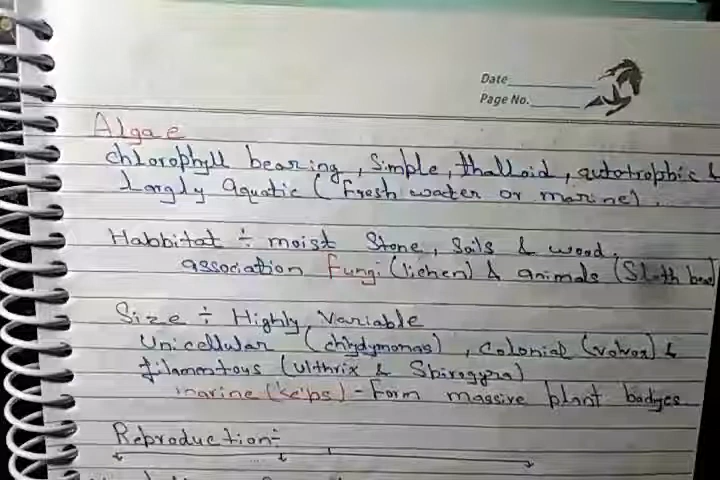 Date
Page No.
Algae
chlorophyll bearing, Simple, thalloid, autotrophic &
Largly aquatic (fresh water or marine).
Habbitat ÷ moist Stone, Soils & wood.
association Fungi (lichen) & animals (Sloth bear)
Size ÷ Highly Variable
Unicellular (chlydymonas), Colonial (volvox) &
filamentous (Ulthrix & Spirogyra)
marine (kelps) - Form massive plant bodyes
Reproduction ÷